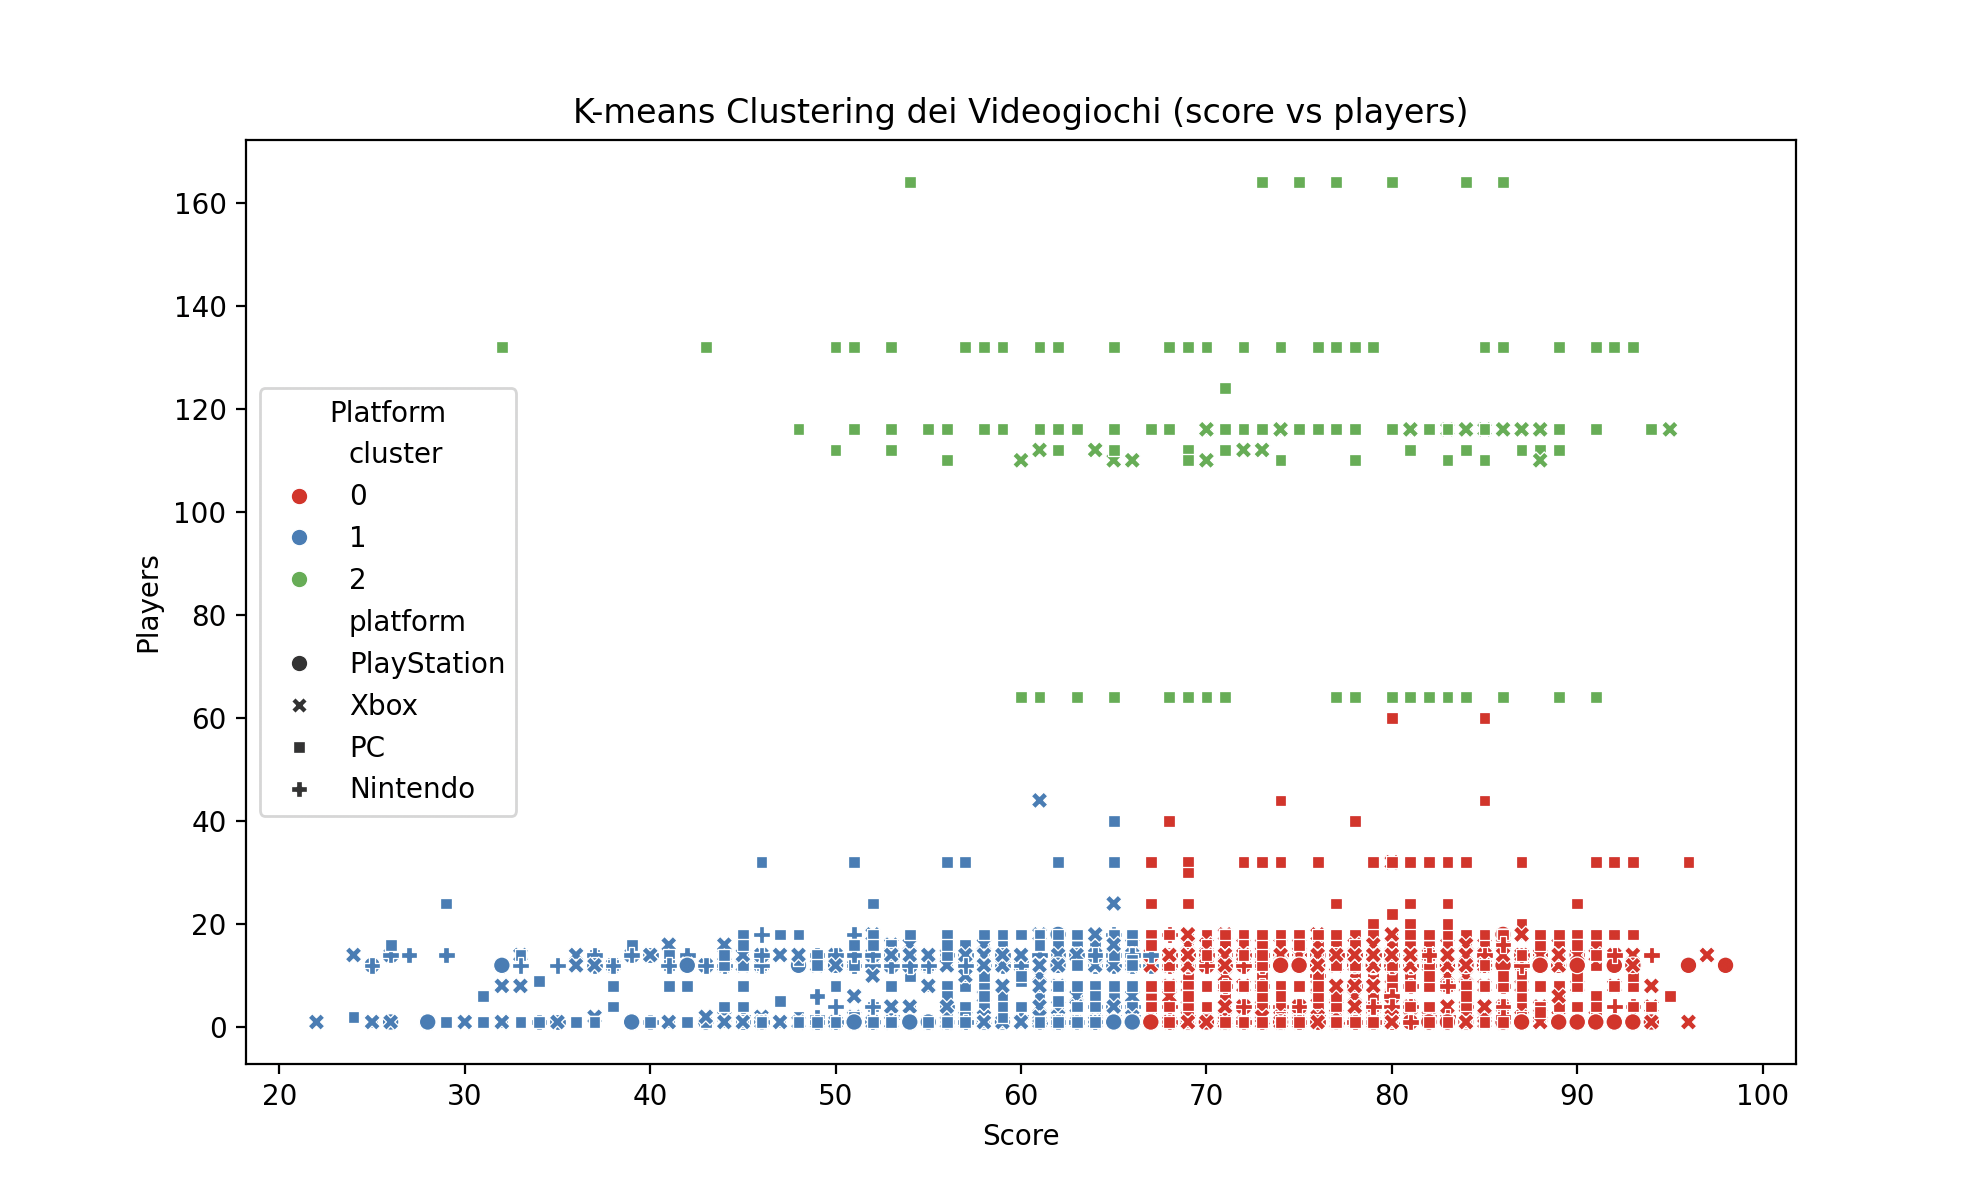 K-means Clustering dei Videogiochi (score vs players)
Players
160
140
120
100
80
60
40
20
0
Platform
cluster
0
1
2
platform
PlayStation
Xbox
PC
Nintendo
20 30 40 50 60 70 80 90 100
Score